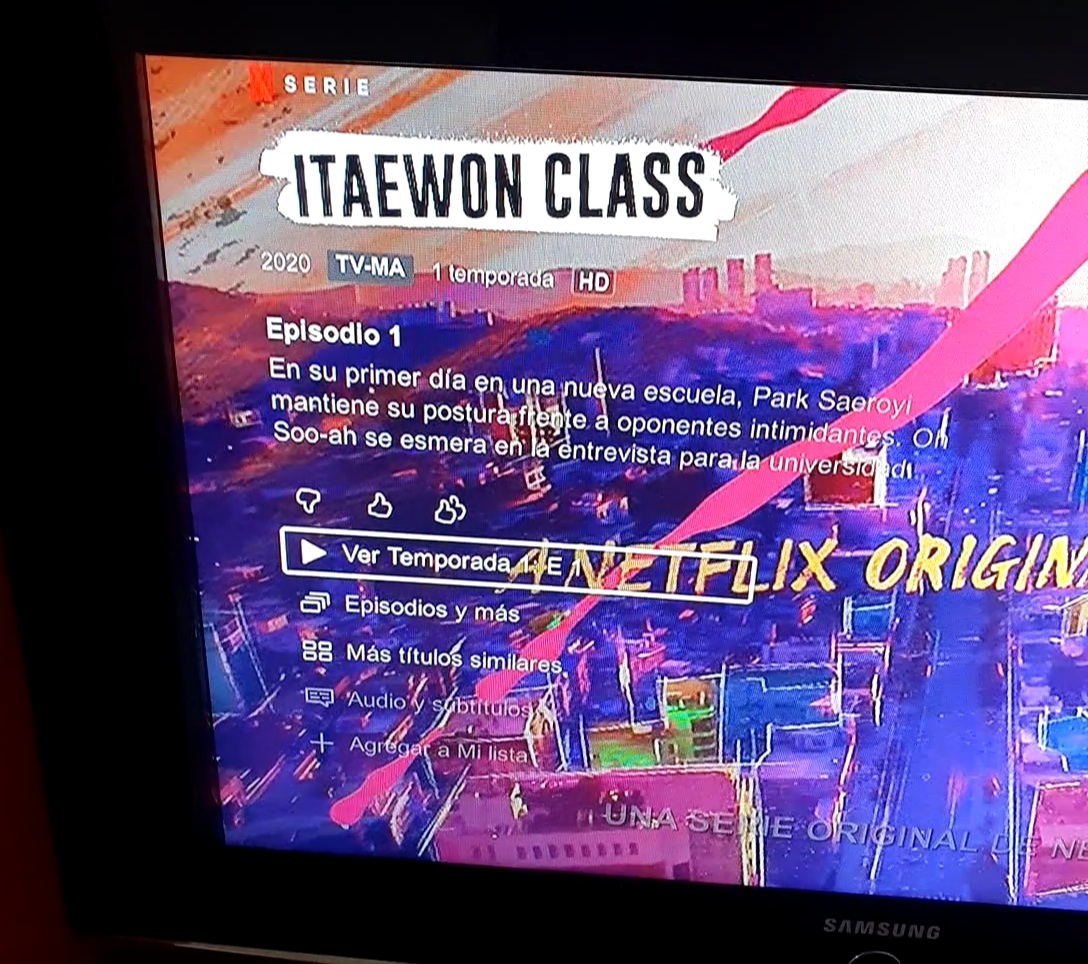 N SERIE
ITAEWON CLASS
2020 TV-MA 1 temporada HD
Episodio 1
En su primer día en una nueva escuela, Park Saeroyi
mantiene su postura frente a oponentes intimidantes. Oh
Soo-ah se esmera en la entrevista para la universidad.
Ver Temporada 1: E 1
A NETFLIX ORIGINA
Episodios y más
Más títulos similares
Audio y subtítulos
Agregar a Mi lista
UNA SERIE ORIGINAL DE NE
SAMSUNG